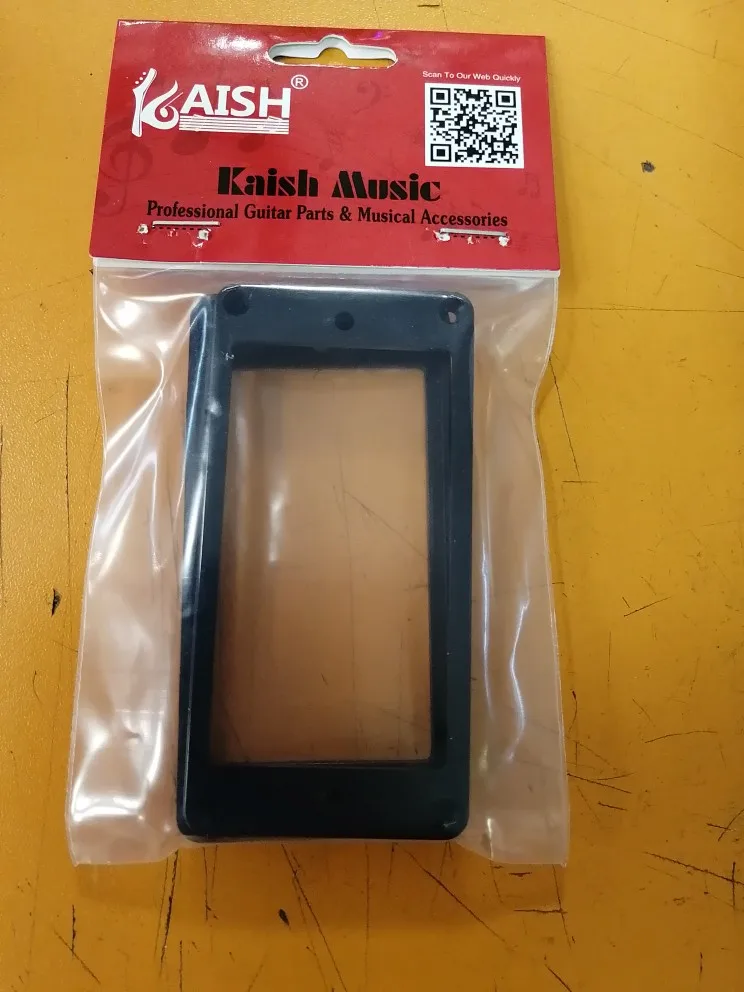 Scan To Our Web Quickly
KAISH®
Kaish Music
Professional Guitar Parts & Musical Accessories